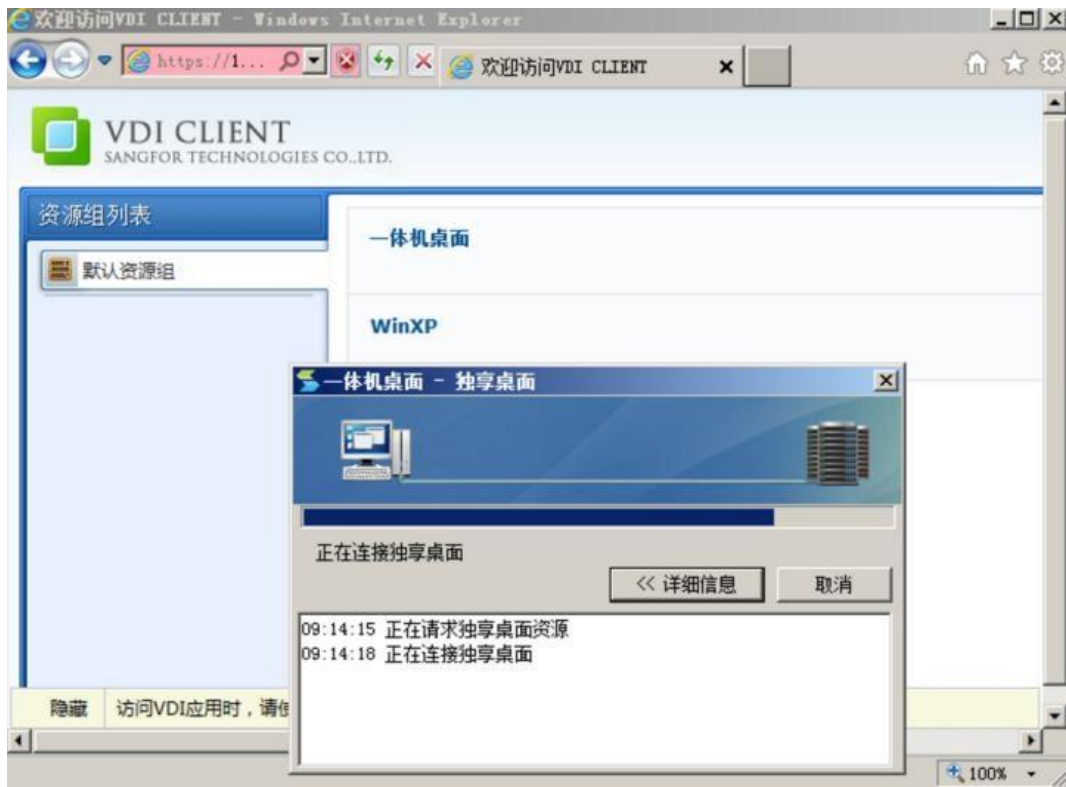 欢迎访问VDI CLIENT - Windows Internet Explorer
https://1...
欢迎访问VDI CLIENT
VDI CLIENT
SANGFOR TECHNOLOGIES CO.,LTD.
资源组列表
默认资源组
一体机桌面
WinXP
一体机桌面 - 独享桌面
正在连接独享桌面
<< 详细信息
取消
09:14:15 正在请求独享桌面资源
09:14:18 正在连接独享桌面
隐藏
访问VDI应用时，请使
100%